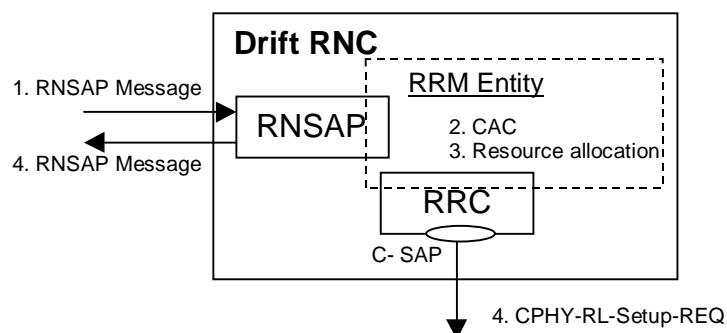 Drift RNC
RRM Entity
1. RNSAP Message
RNSAP
2. CAC
3. Resource allocation
4. RNSAP Message
RRC
C- SAP
4. CPHY-RL-Setup-REQ